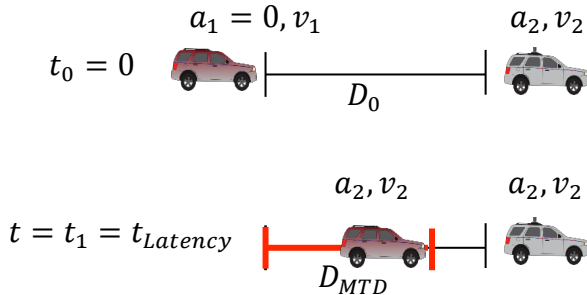 a₁ = 0, v₁ a₂, v₂
t₀ = 0
D₀
a₂, v₂ a₂, v₂
t = t₁ = t_Latency
D_MTD